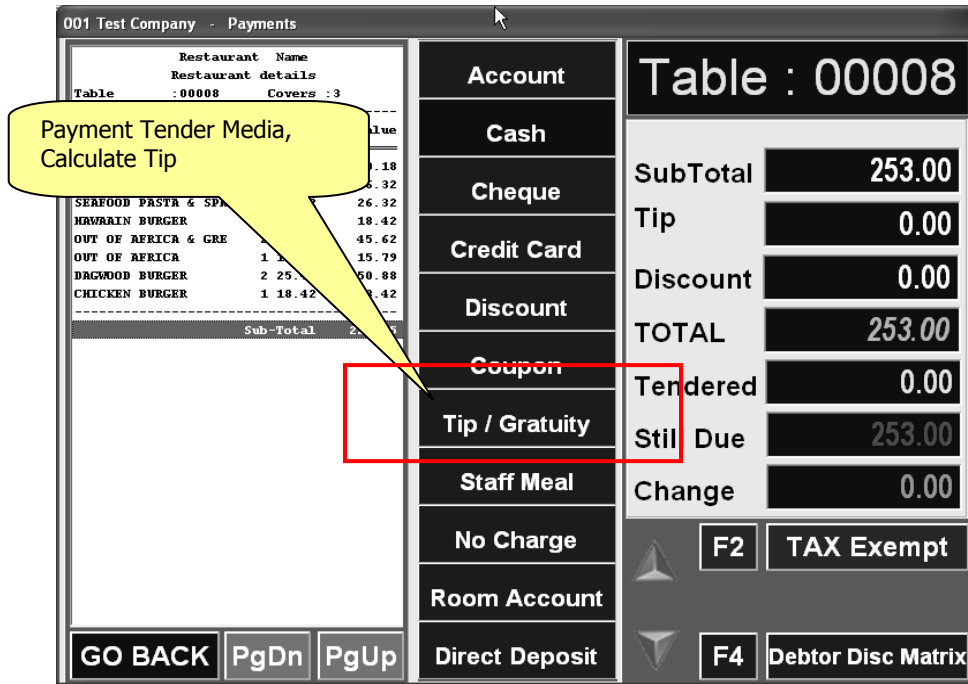 001 Test Company - Payments
Restaurant Name
Restaurant details
Table :00008 Covers :3
Payment Tender Media,
Calculate Tip
SEAFOOD PASTA & 26.32
HAWAAIN BURGER 18.42
OUT OF AFRICA & GRE 45.62
OUT OF AFRICA 1 15.79
DAGWOOD BURGER 2
CHICKEN BURGER 1 18.42
Sub-Total
GO BACK
PgDn
PgUp
Account
Cash
Cheque
Credit Card
Discount
Coupon
Tip / Gratuity
Staff Meal
No Charge
Room Account
Direct Deposit
Table : 00008
SubTotal 253.00
Tip 0.00
Discount 0.00
TOTAL 253.00
Tendered 0.00
Still Due 253.00
Change 0.00
F2 TAX Exempt
F4 Debtor Disc Matrix